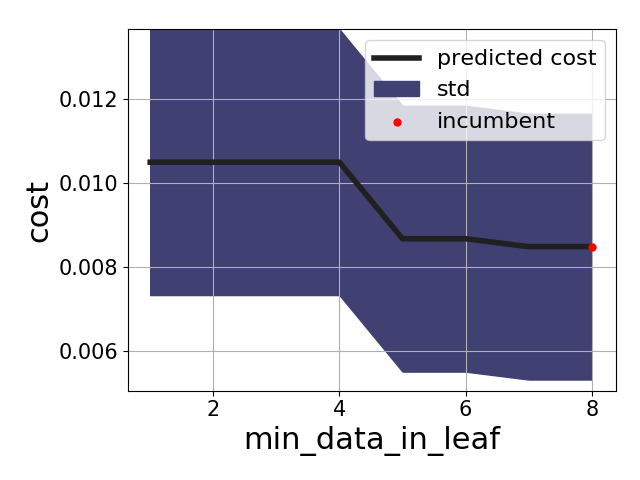 predicted cost
std
incumbent
0.012
0.010
0.008
0.006
cost
2 4 6 8
min_data_in_leaf